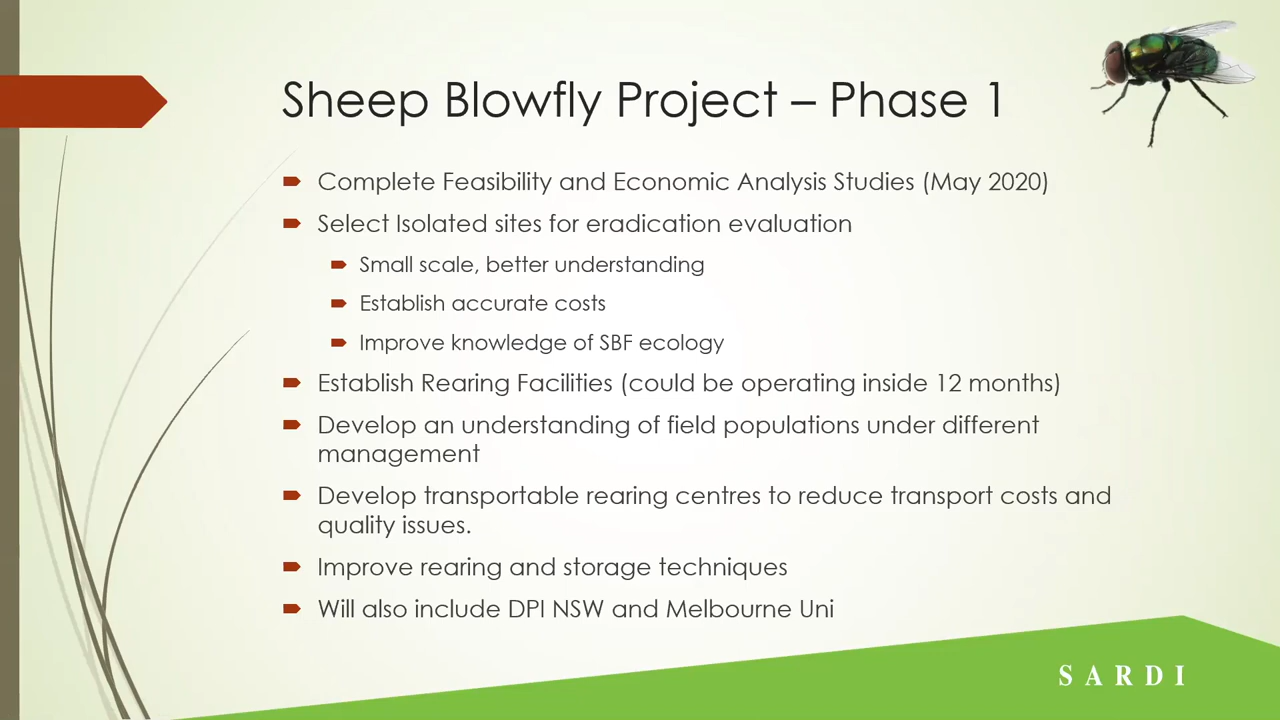 Sheep Blowfly Project – Phase 1
Complete Feasibility and Economic Analysis Studies (May 2020)
Select Isolated sites for eradication evaluation
Small scale, better understanding
Establish accurate costs
Improve knowledge of SBF ecology
Establish Rearing Facilities (could be operating inside 12 months)
Develop an understanding of field populations under different
management
Develop transportable rearing centres to reduce transport costs and
quality issues.
Improve rearing and storage techniques
Will also include DPI NSW and Melbourne Uni
SARDI